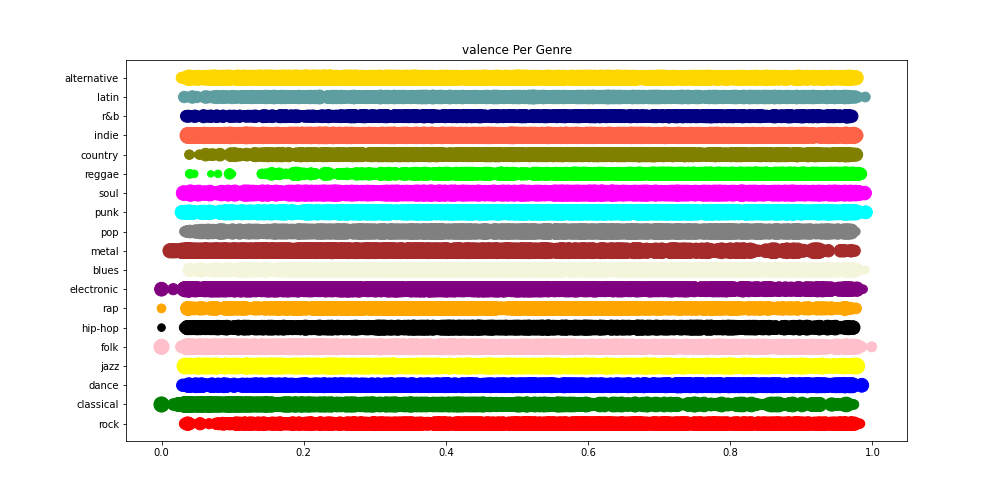 valence Per Genre
alternative
latin
r&b
indie
country
reggae
soul
punk
pop
metal
blues
electronic
rap
hip-hop
folk
jazz
dance
classical
rock
0.0 0.2 0.4 0.6 0.8 1.0